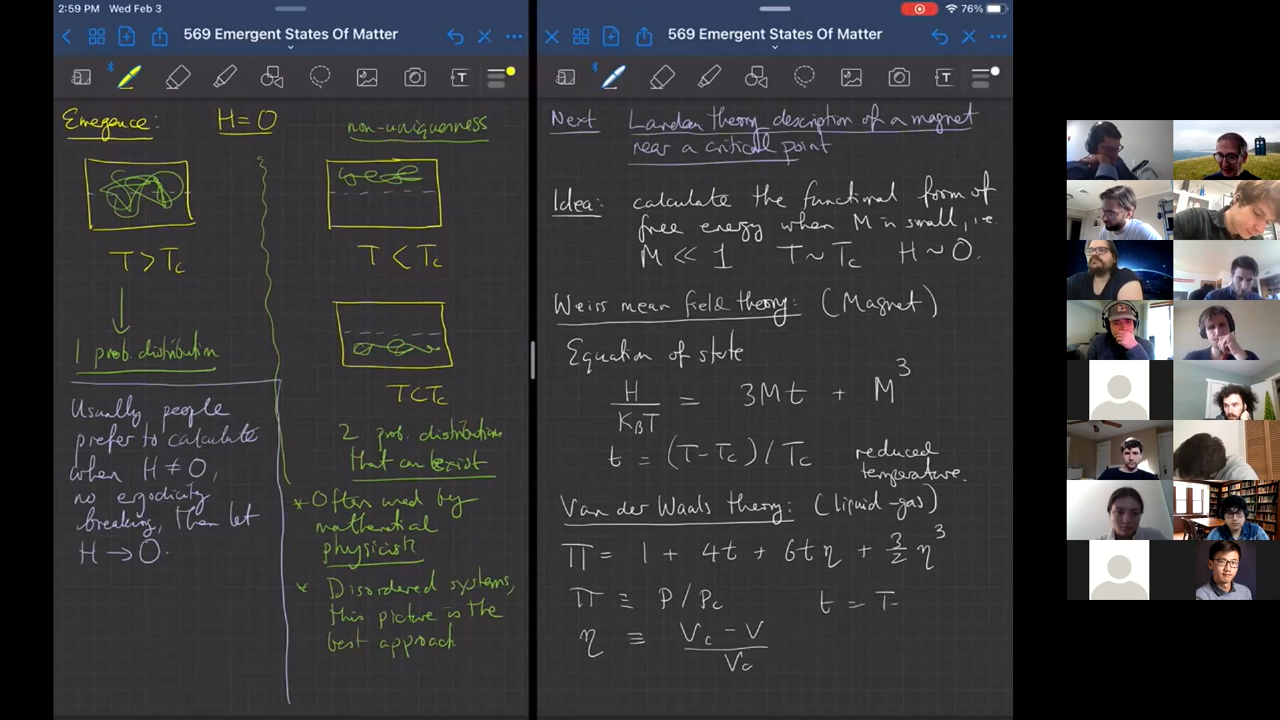 2:59 PM Wed Feb 3
76%
569 Emergent States Of Matter
569 Emergent States Of Matter
T
T
Emegence:
H=0
non-uniqueness
T > Tc
T < Tc
1 prob. distribution
T<Tc
Usually people
prefer to calculate
when H ≠ 0,
no ergodicity
breaking, then let
H → 0.
2 prob. distributions
that can exist
* Often used by
mathematical
physicists
* Disordered systems,
this picture is the
best approach
Next Landau theory description of a magnet
near a critical point
Idea: calculate the functional form of
free energy when M is small, i.e.
M << 1 T ~ Tc H ~ 0.
Weiss mean field theory: (Magnet)
Equation of state
H / KBT = 3Mt + M³
t = (T-Tc)/Tc reduced
temperature.
Van der Waals theory: (liquid-gas)
Π = 1 + 4t + 6tη + 3/2 η³
Π ≡ P/Pc t = T-
η ≡ (Vc - V) / Vc